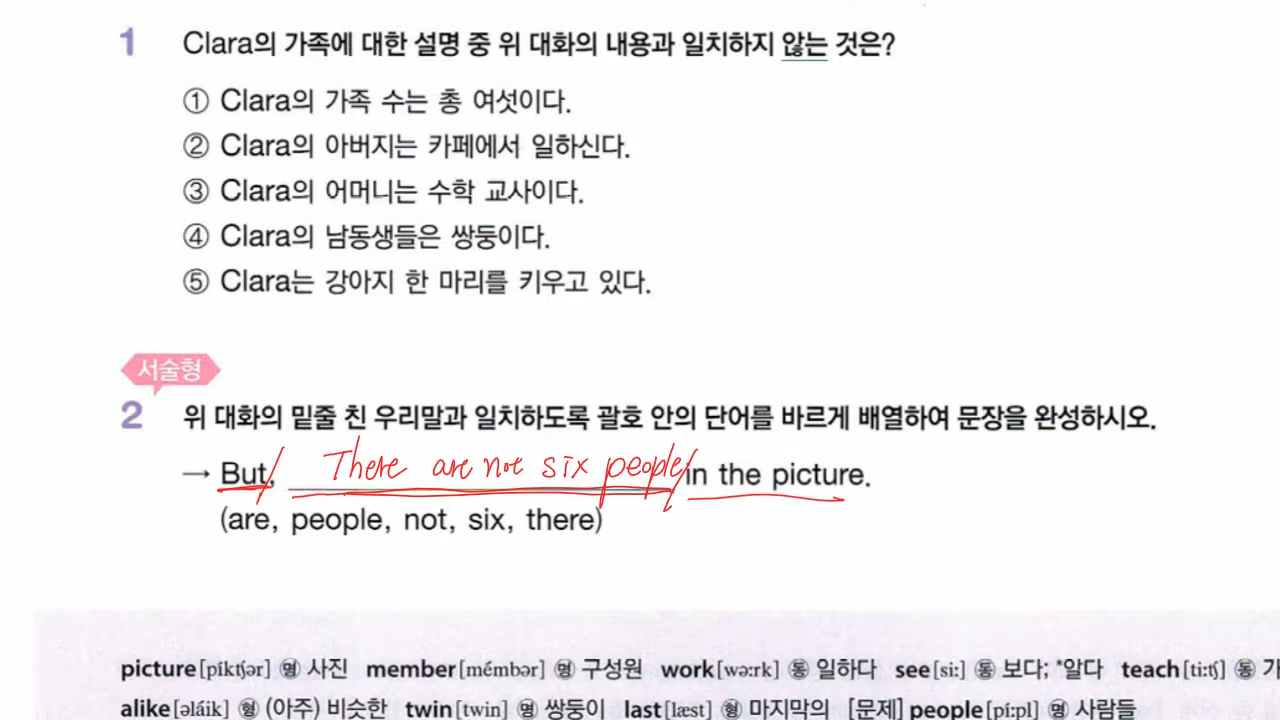 1 Clara의 가족에 대한 설명 중 위 대화의 내용과 일치하지 않는 것은?
① Clara의 가족 수는 총 여섯이다.
② Clara의 아버지는 카페에서 일하신다.
③ Clara의 어머니는 수학 교사이다.
④ Clara의 남동생들은 쌍둥이다.
⑤ Clara는 강아지 한 마리를 키우고 있다.
서술형
2 위 대화의 밑줄 친 우리말과 일치하도록 괄호 안의 단어를 바르게 배열하여 문장을 완성하시오.
→ But, There are not six people in the picture.
(are, people, not, six, there)
picture[píktʃər] 명 사진 member[mémbər] 명 구성원 work[wəːrk] 동 일하다 see[siː] 동 보다; *알다 teach[tiːtʃ] 동 가
alike[əláik] 형 (아주) 비슷한 twin[twin] 명 쌍둥이 last[læst] 형 마지막의 [문제] people[píːpl] 명 사람들